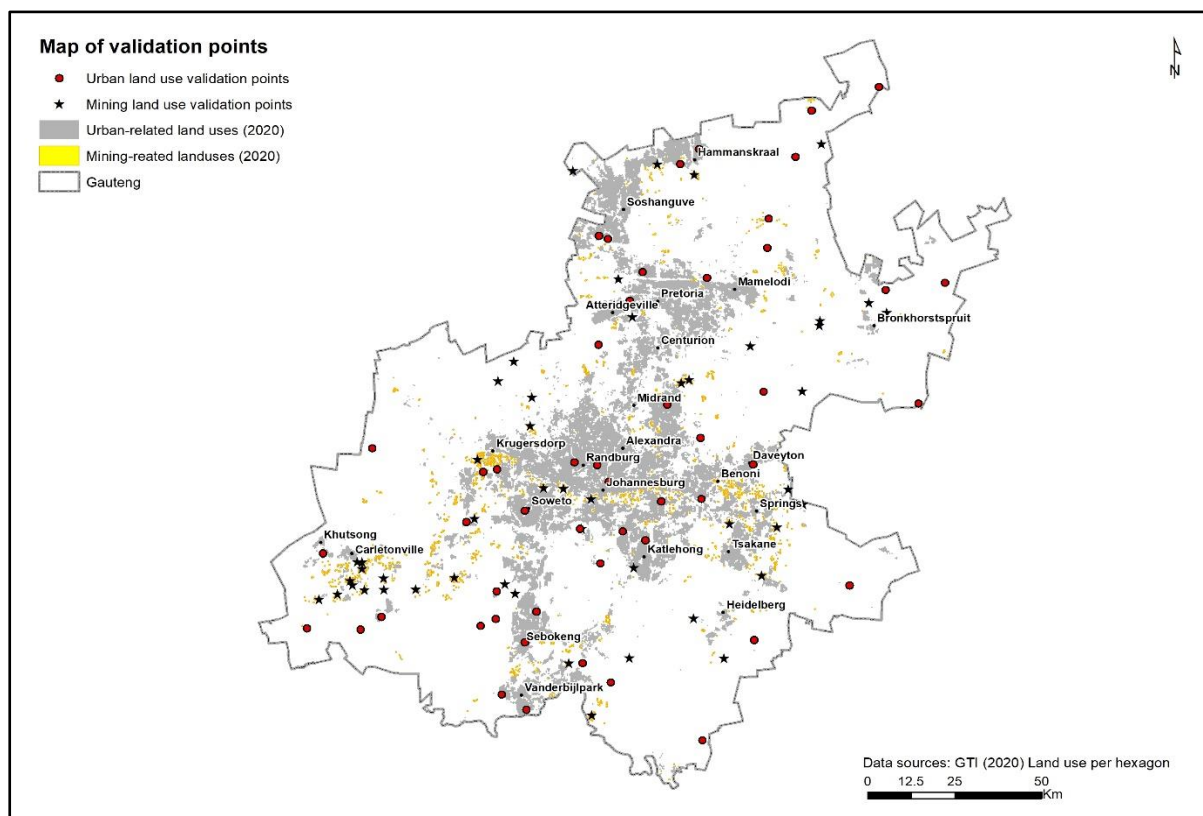 Map of validation points
Urban land use validation points
Mining land use validation points
Urban-related land uses (2020)
Mining-reated landuses (2020)
Gauteng
N
Hammanskraal
Soshanguve
Mamelodi
Pretoria
Atteridgeville
Bronkhorstspruit
Centurion
Midrand
Krugersdorp
Alexandra
Randburg
Daveyton
Benoni
Johannesburg
Soweto
Springs
Khutsong
Carletonville
Katlehong
Tsakane
Heidelberg
Sebokeng
Vanderbijlpark
Data sources: GTI (2020) Land use per hexagon
0 12.5 25 50
Km